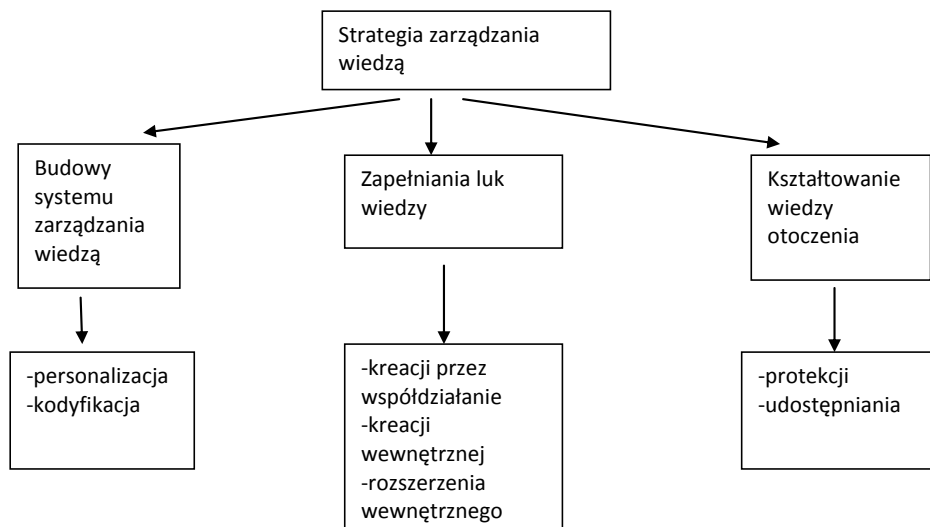 Strategia zarządzania
wiedzą
Budowy
systemu
zarządzania
wiedzą
Zapełniania luk
wiedzy
Kształtowanie
wiedzy
otoczenia
-personalizacja
-kodyfikacja
-kreacji przez
współdziałanie
-kreacji
wewnętrznej
-rozszerzenia
wewnętrznego
-protekcji
-udostępniania